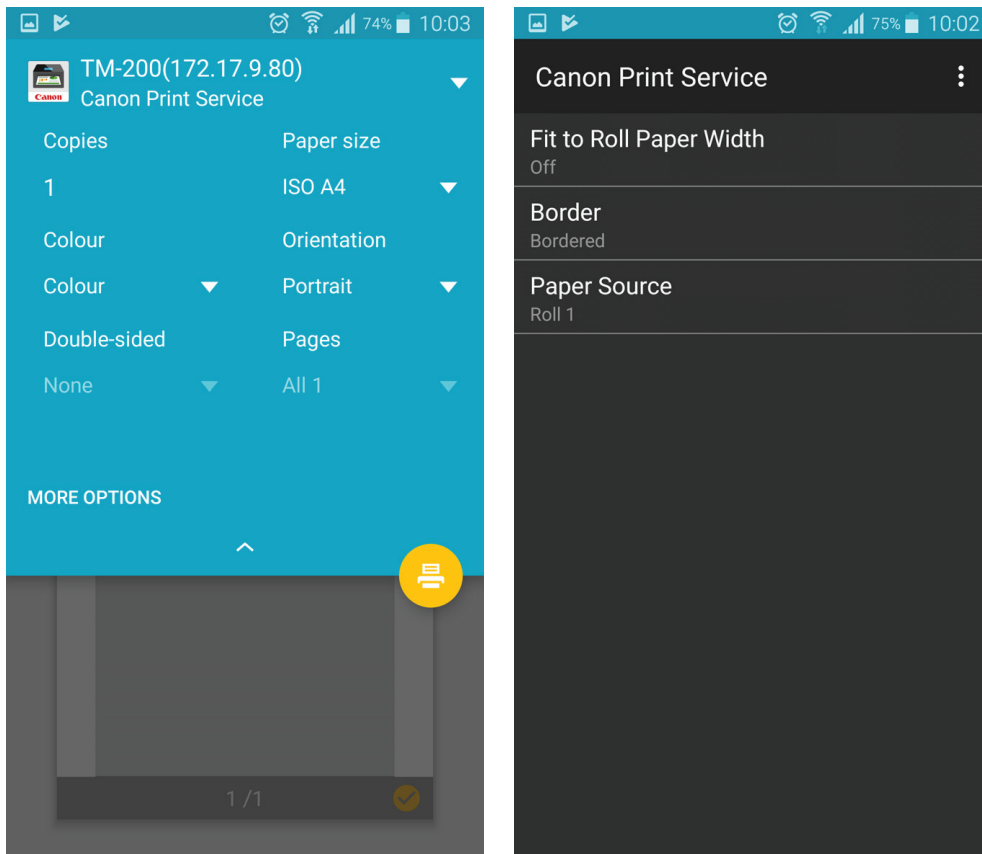 74% 10:03
TM-200(172.17.9.80)
Canon
Canon Print Service
Copies Paper size
1 ISO A4
Colour Orientation
Colour Portrait
Double-sided Pages
None All 1
MORE OPTIONS
1 /1
75% 10:02
Canon Print Service
Fit to Roll Paper Width
Off
Border
Bordered
Paper Source
Roll 1